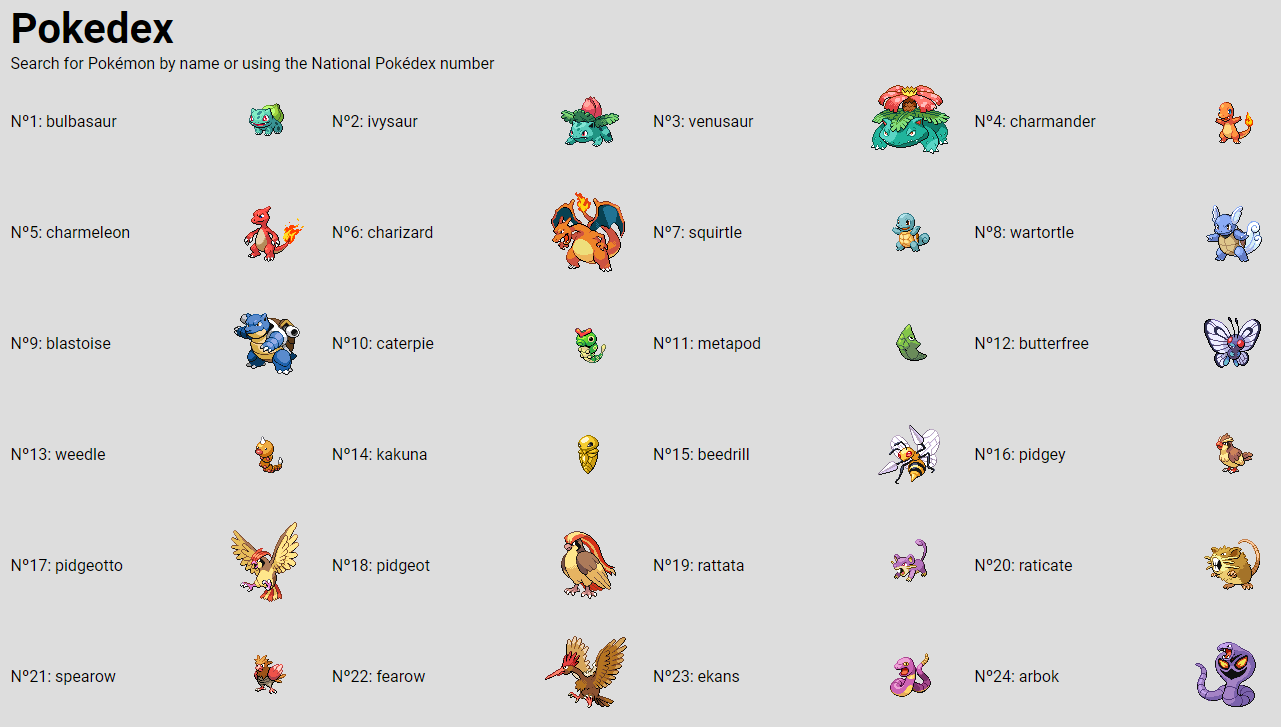 Pokedex
Search for Pokémon by name or using the National Pokédex number
Nº1: bulbasaur
Nº2: ivysaur
Nº3: venusaur
Nº4: charmander
Nº5: charmeleon
Nº6: charizard
Nº7: squirtle
Nº8: wartortle
Nº9: blastoise
Nº10: caterpie
Nº11: metapod
Nº12: butterfree
Nº13: weedle
Nº14: kakuna
Nº15: beedrill
Nº16: pidgey
Nº17: pidgeotto
Nº18: pidgeot
Nº19: rattata
Nº20: raticate
Nº21: spearow
Nº22: fearow
Nº23: ekans
Nº24: arbok